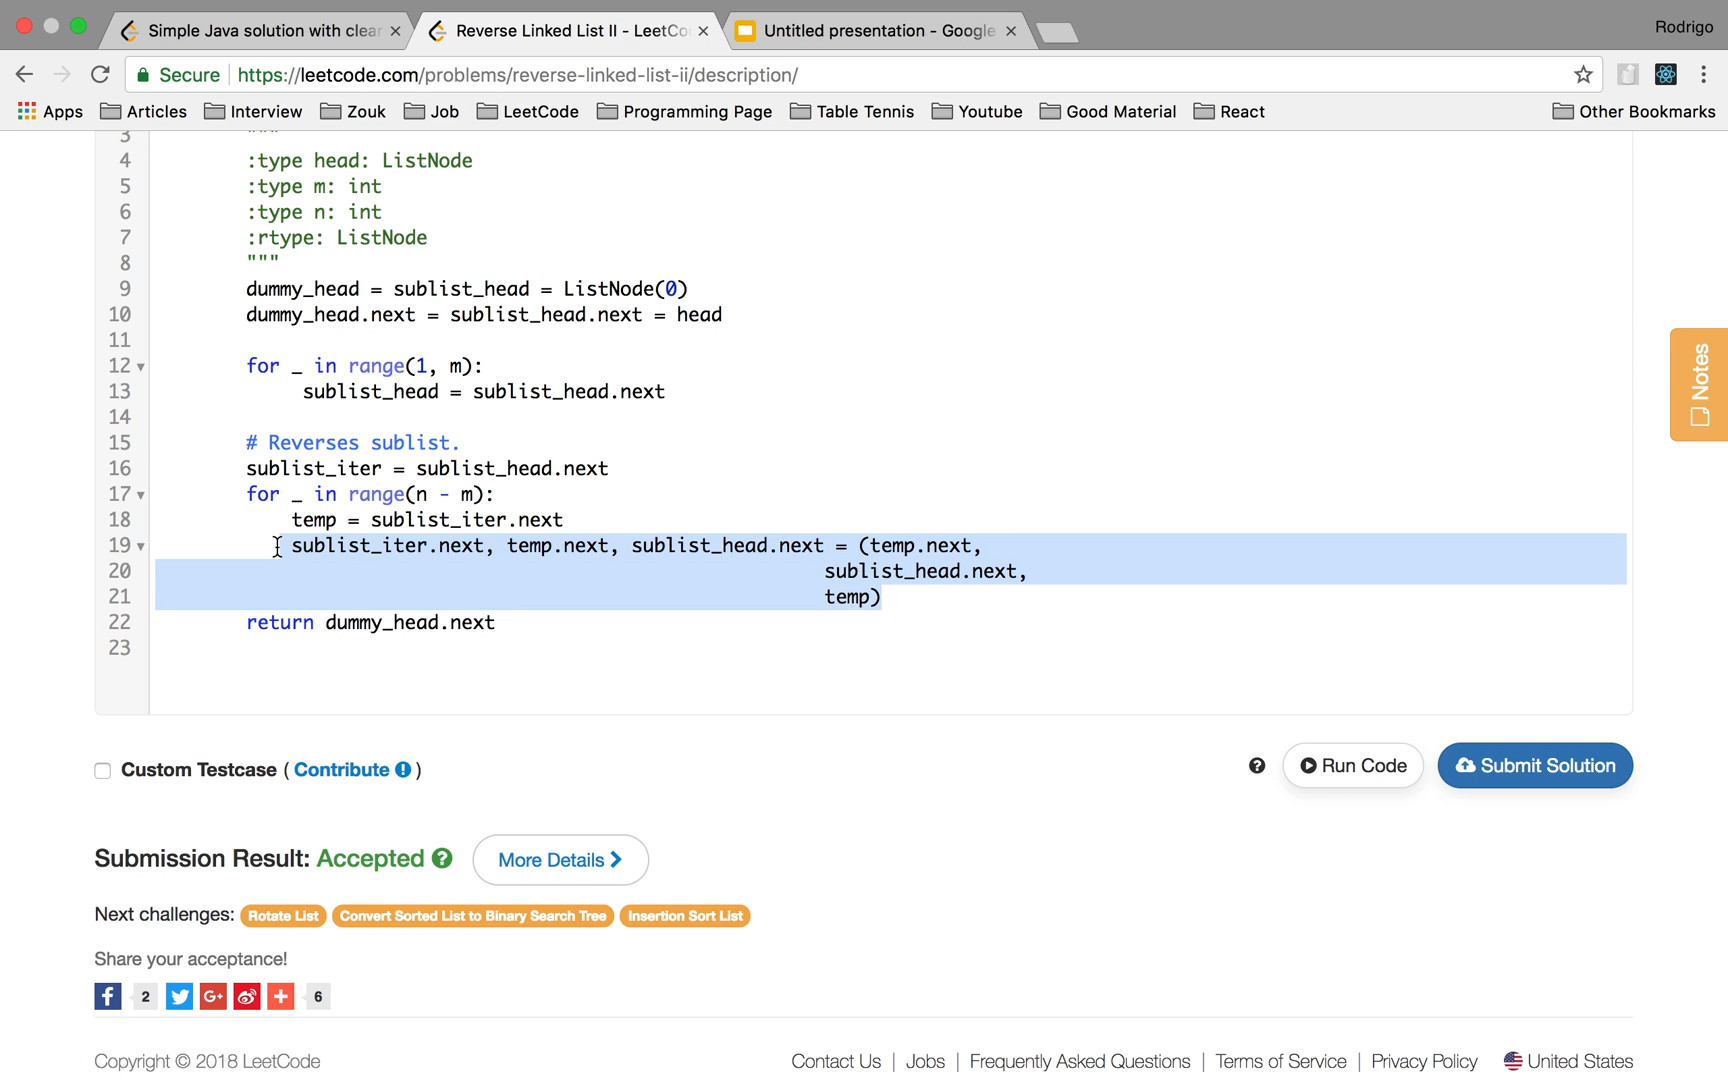 Simple Java solution with clear
Reverse Linked List II - LeetCo
Untitled presentation - Google
Rodrigo
Secure https://leetcode.com/problems/reverse-linked-list-ii/description/
Apps Articles Interview Zouk Job LeetCode Programming Page Table Tennis Youtube Good Material React Other Bookmarks
3 """
4 :type head: ListNode
5 :type m: int
6 :type n: int
7 :rtype: ListNode
8 """
9 dummy_head = sublist_head = ListNode(0)
10 dummy_head.next = sublist_head.next = head
11
12 for _ in range(1, m):
13 sublist_head = sublist_head.next
14
15 # Reverses sublist.
16 sublist_iter = sublist_head.next
17 for _ in range(n - m):
18 temp = sublist_iter.next
19 sublist_iter.next, temp.next, sublist_head.next = (temp.next,
20 sublist_head.next,
21 temp)
22 return dummy_head.next
23
Notes
Custom Testcase ( Contribute )
Run Code
Submit Solution
Submission Result: Accepted
More Details
Next challenges: Rotate List Convert Sorted List to Binary Search Tree Insertion Sort List
Share your acceptance!
f 2 G+ 6
Copyright © 2018 LeetCode
Contact Us | Jobs | Frequently Asked Questions | Terms of Service | Privacy Policy United States